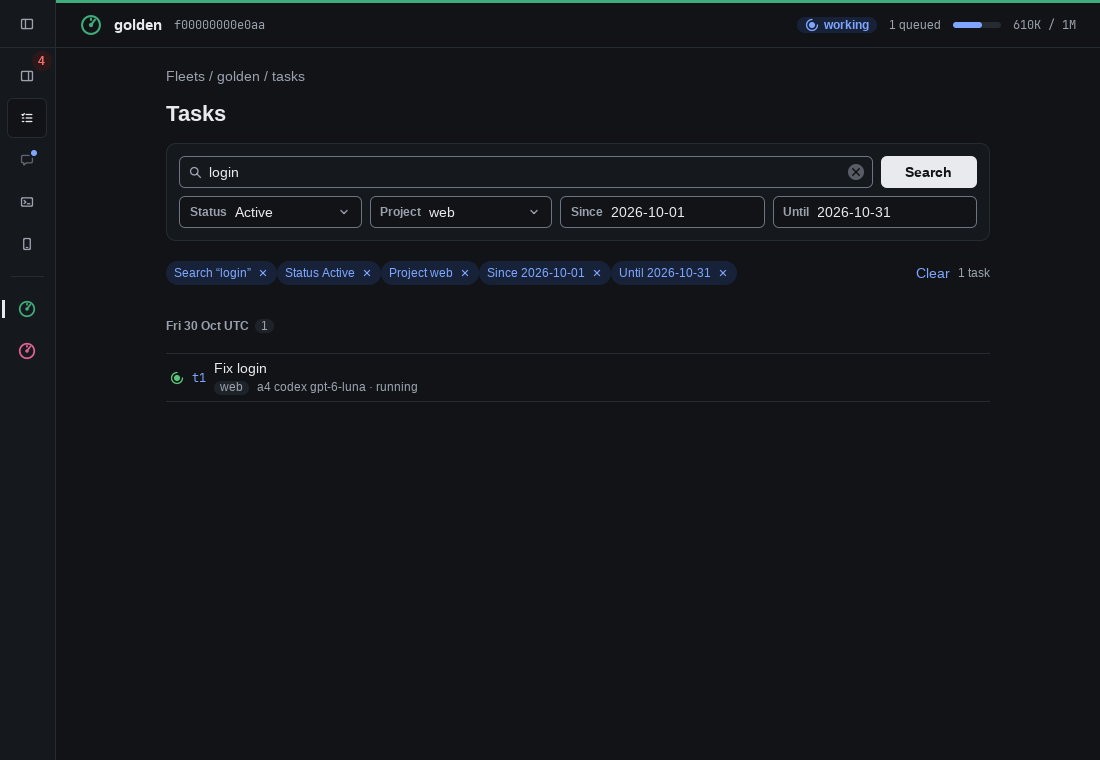 golden f00000000e0aa working 1 queued 610K / 1M
4
Fleets / golden / tasks
Tasks
login Search
Status Active Project web Since 2026-10-01 Until 2026-10-31
Search “login” × Status Active × Project web × Since 2026-10-01 × Until 2026-10-31 × Clear 1 task
Fri 30 Oct UTC 1
t1 Fix login
web a4 codex gpt-6-luna · running